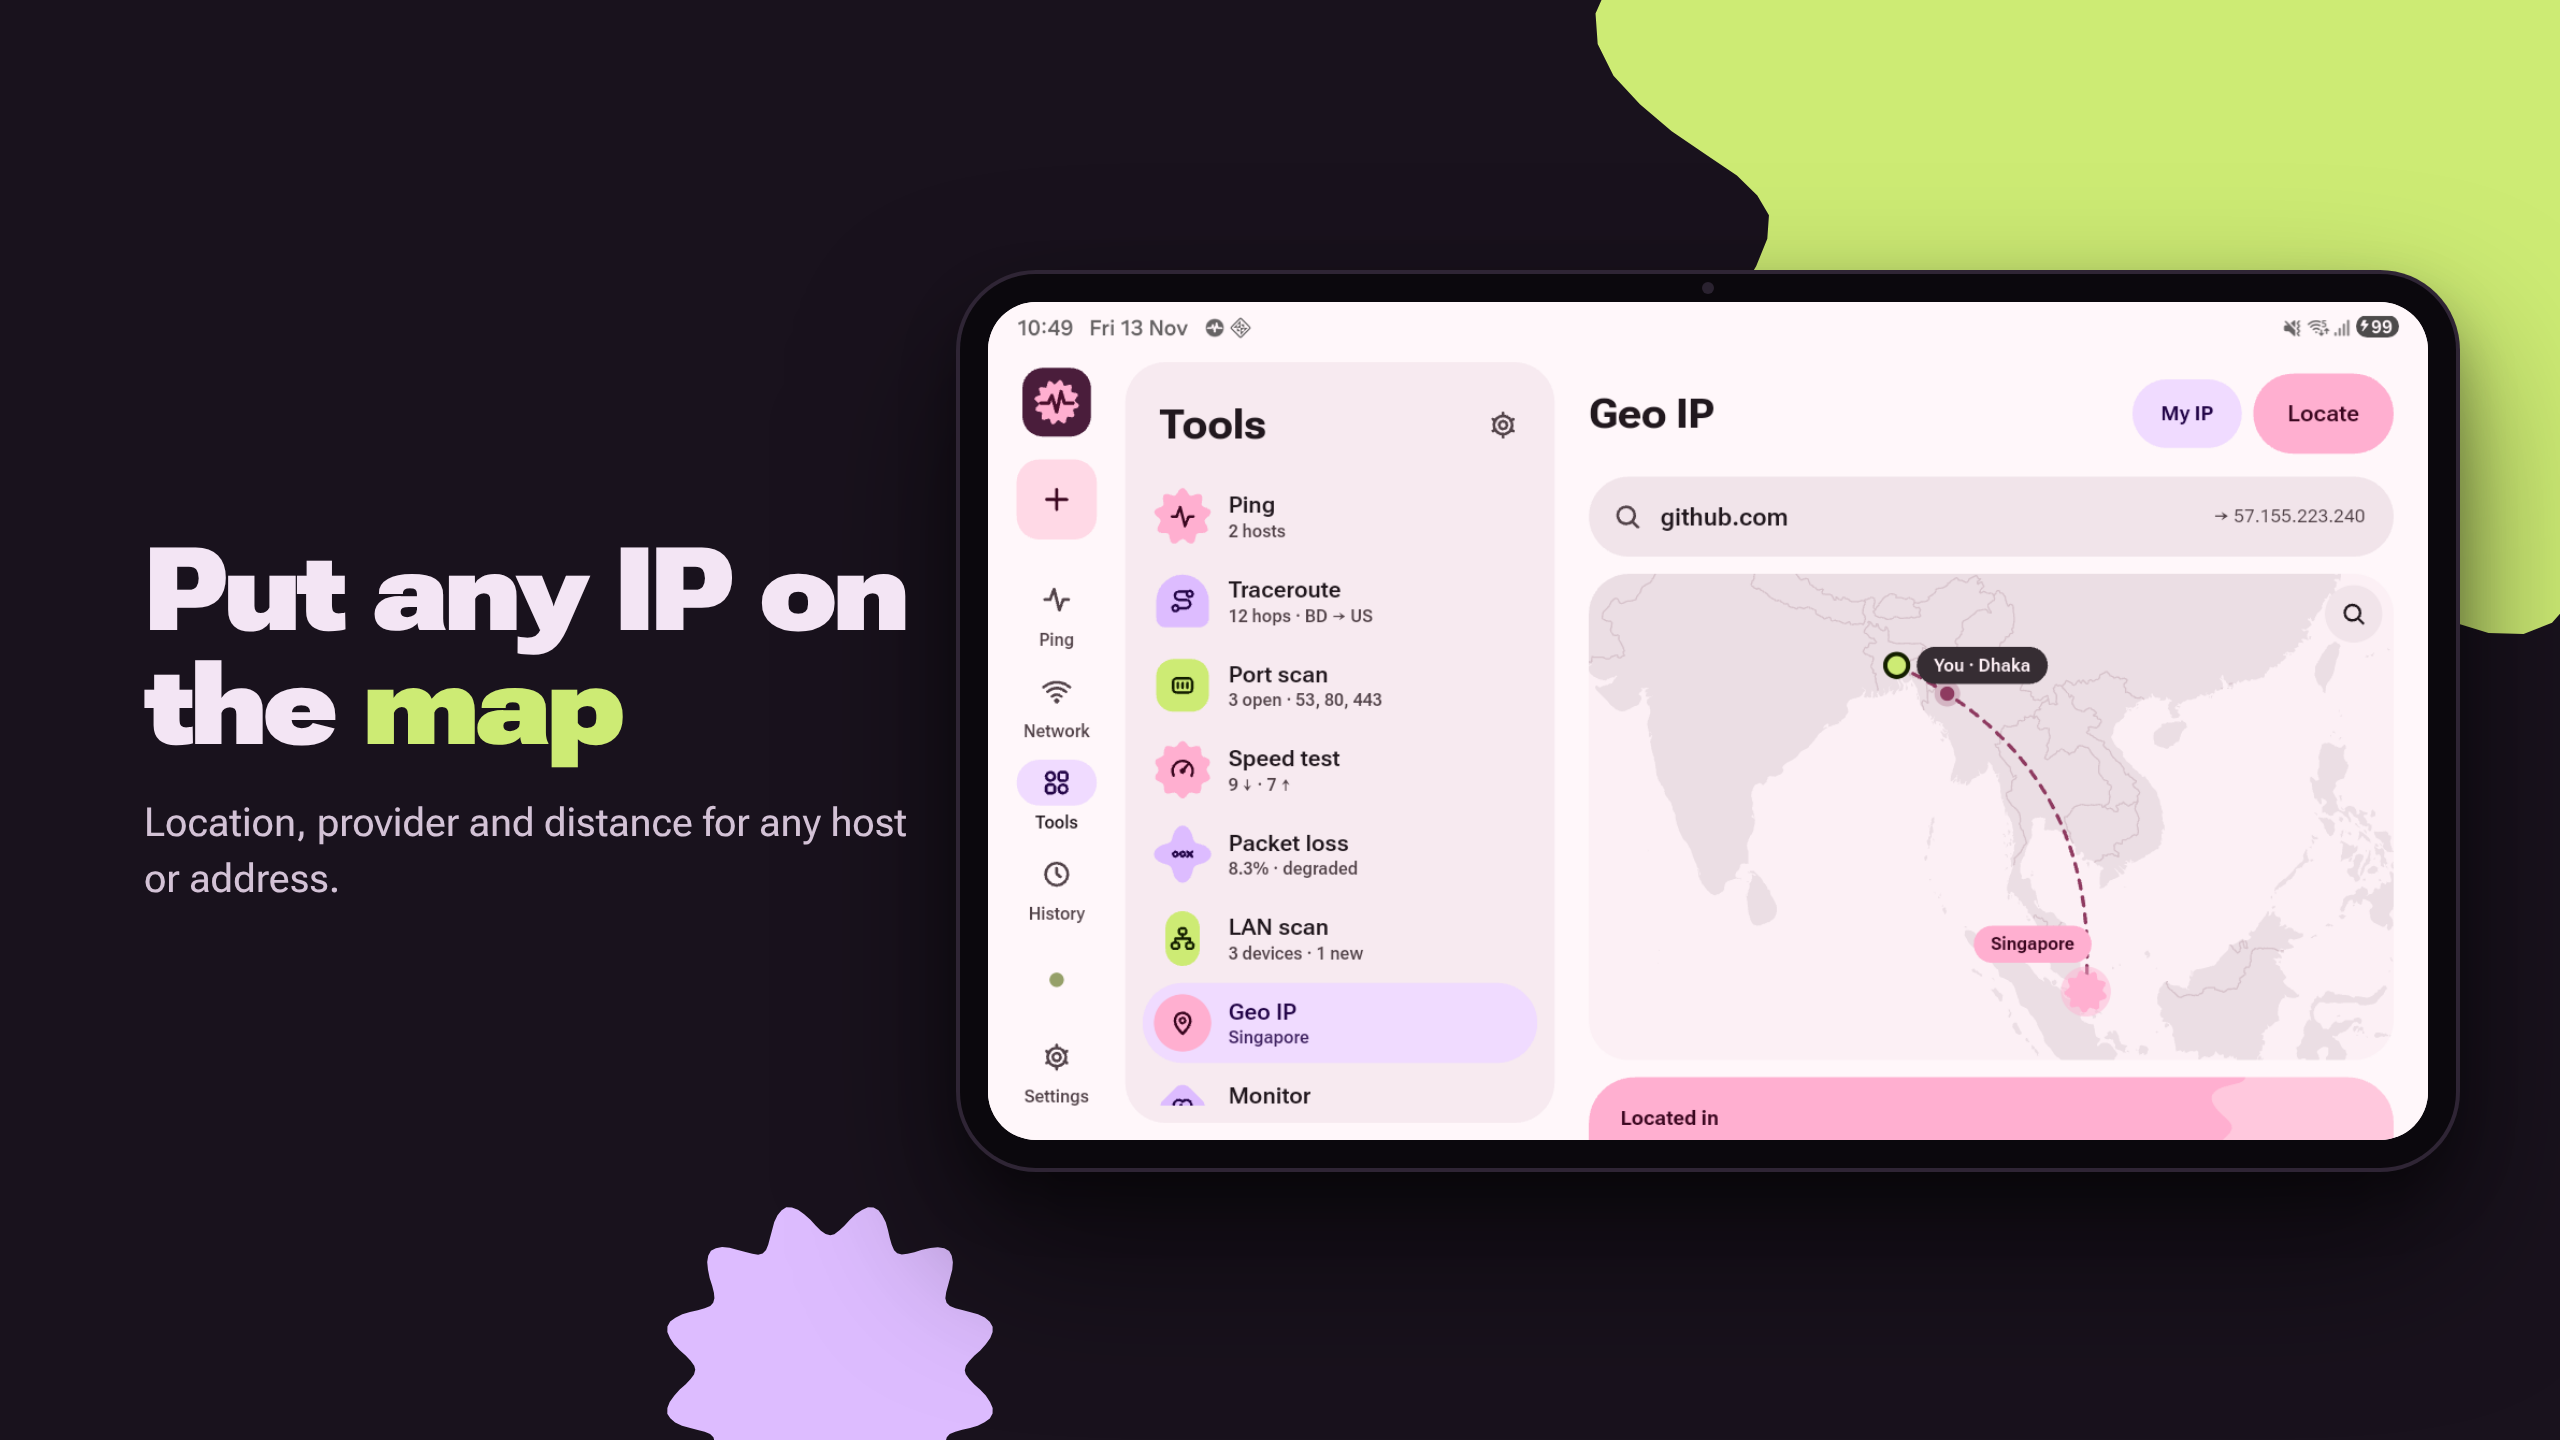 Put any IP on
the map
Location, provider and distance for any host
or address.
10:49 Fri 13 Nov
99
Ping
Network
Tools
History
Settings
Tools
Ping
2 hosts
Traceroute
12 hops · BD → US
Port scan
3 open · 53, 80, 443
Speed test
9 ↓ · 7 ↑
Packet loss
8.3% · degraded
LAN scan
3 devices · 1 new
Geo IP
Singapore
Monitor
Geo IP
My IP
Locate
github.com
→ 57.155.223.240
You · Dhaka
Singapore
Located in